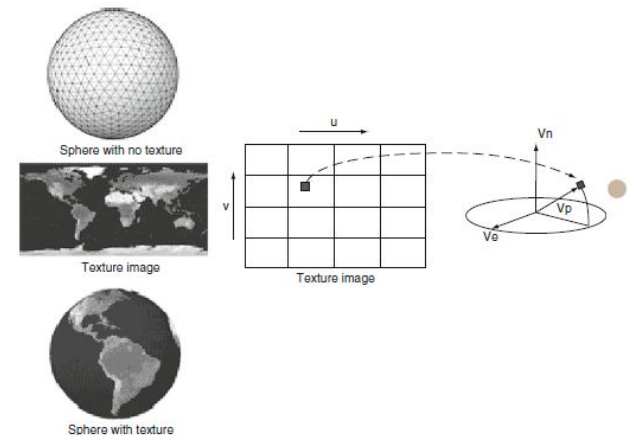 Sphere with no texture
Texture image
Sphere with texture
u
v
Texture image
Vn
Vp
Ve